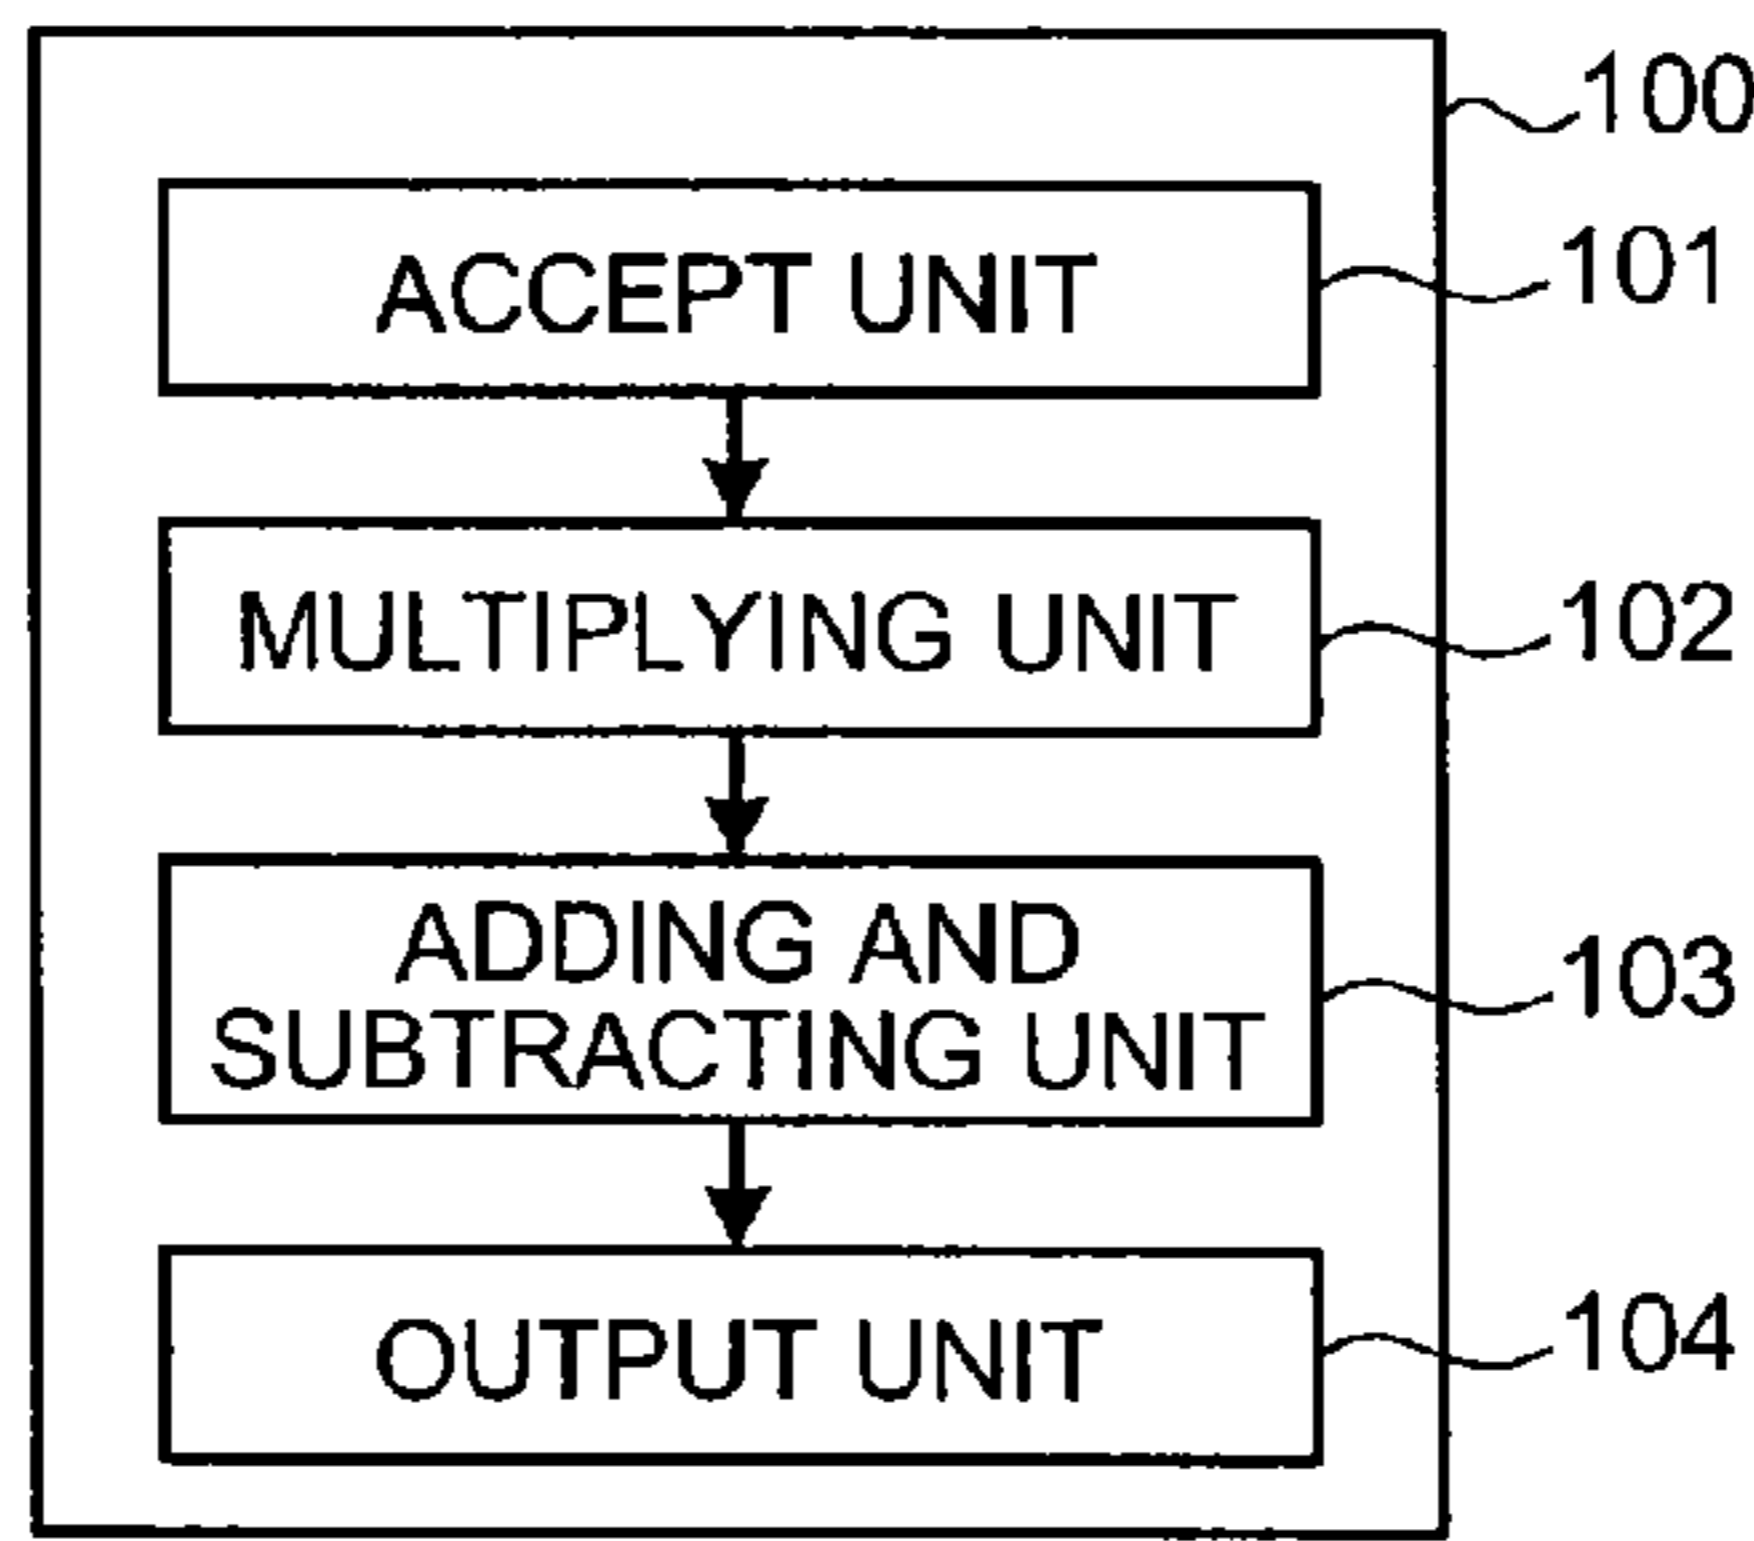 100
ACCEPT UNIT
101
MULTIPLYING UNIT
102
ADDING AND
SUBTRACTING UNIT
103
OUTPUT UNIT
104